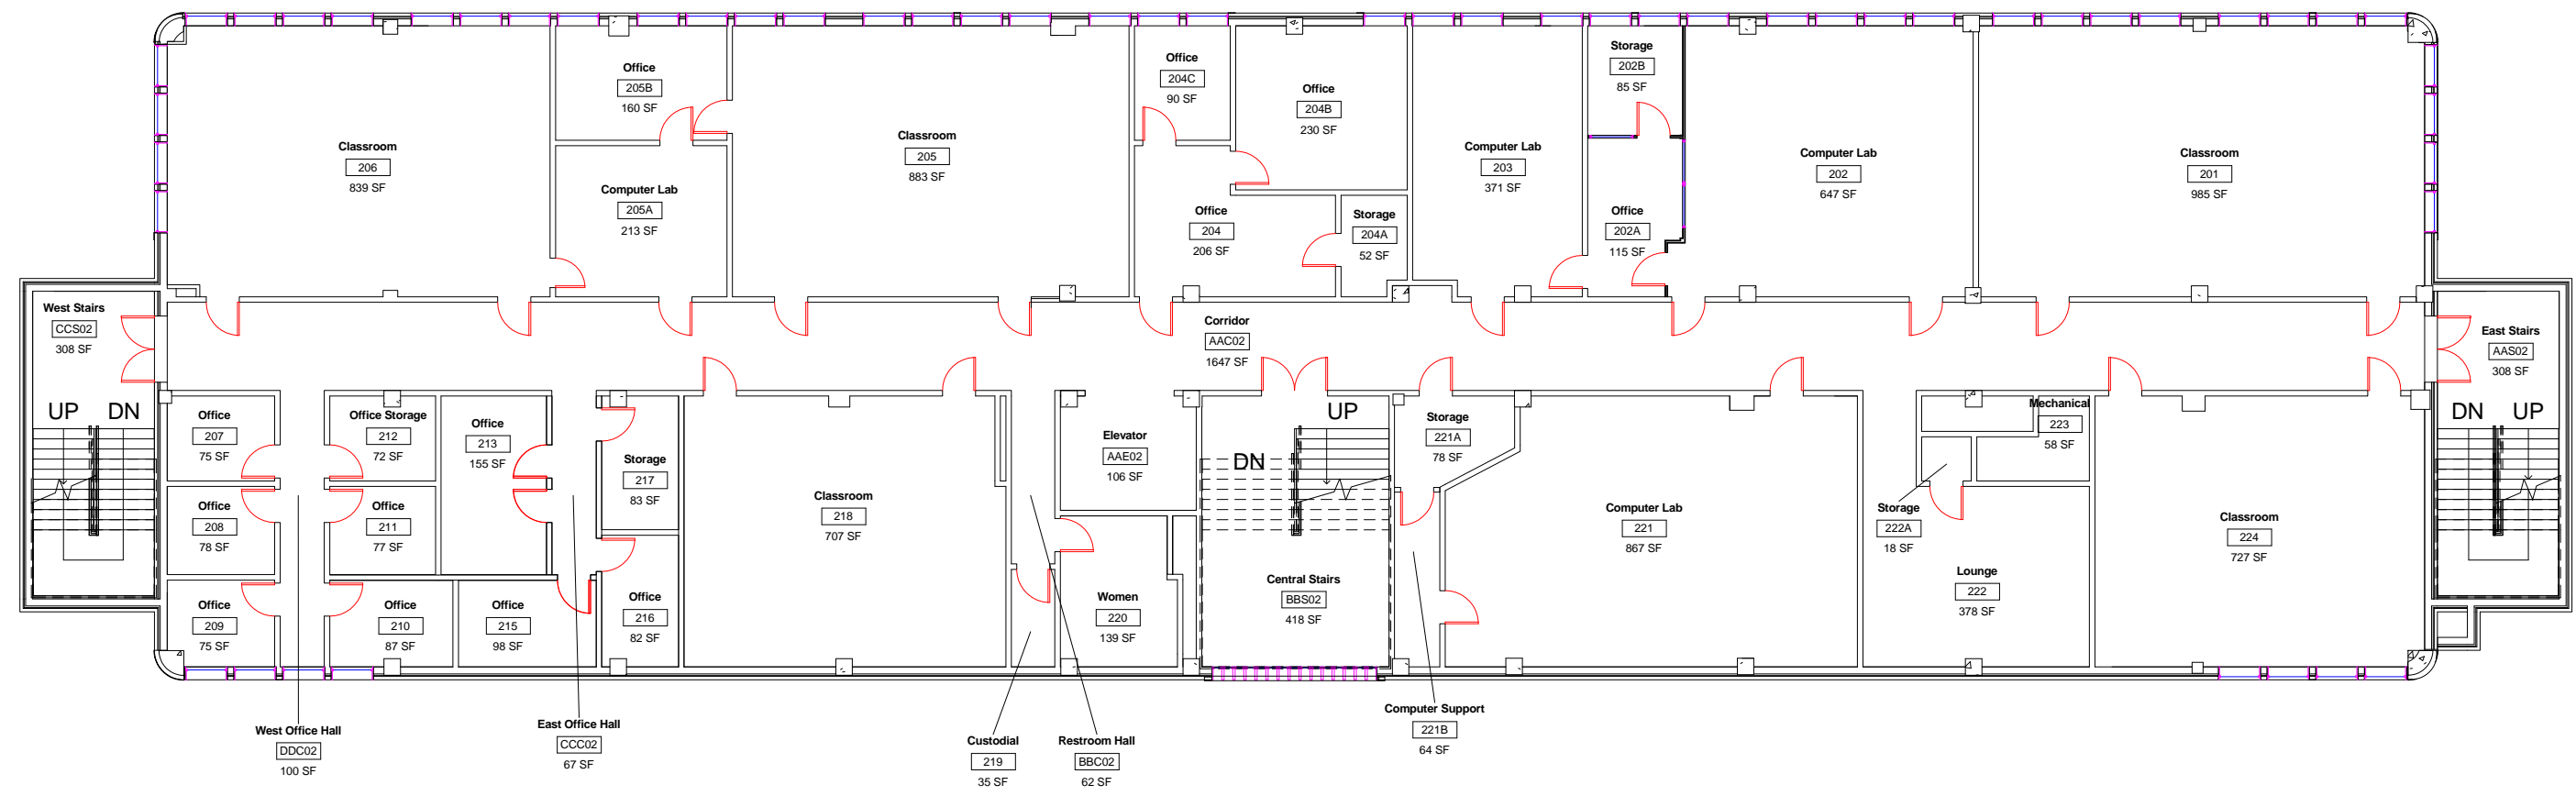 Classroom
206
839 SF
Office
205B
160 SF
Computer Lab
205A
213 SF
Classroom
205
883 SF
Office
204C
90 SF
Office
204B
230 SF
Office
204
206 SF
Storage
204A
52 SF
Computer Lab
203
371 SF
Storage
202B
85 SF
Office
202A
115 SF
Computer Lab
202
647 SF
Classroom
201
985 SF
West Stairs
CCS02
308 SF
UP DN
Corridor
AAC02
1647 SF
East Stairs
AAS02
308 SF
DN UP
Office
207
75 SF
Office
208
78 SF
Office
209
75 SF
Office Storage
212
72 SF
Office
211
77 SF
Office
210
87 SF
Office
213
155 SF
Office
215
98 SF
Storage
217
83 SF
Office
216
82 SF
Classroom
218
707 SF
Elevator
AAE02
106 SF
Women
220
139 SF
UP
DN
Central Stairs
BBS02
418 SF
Storage
221A
78 SF
Computer Lab
221
867 SF
Mechanical
223
58 SF
Storage
222A
18 SF
Lounge
222
378 SF
Classroom
224
727 SF
West Office Hall
DDC02
100 SF
East Office Hall
CCC02
67 SF
Custodial
219
35 SF
Restroom Hall
BBC02
62 SF
Computer Support
221B
64 SF